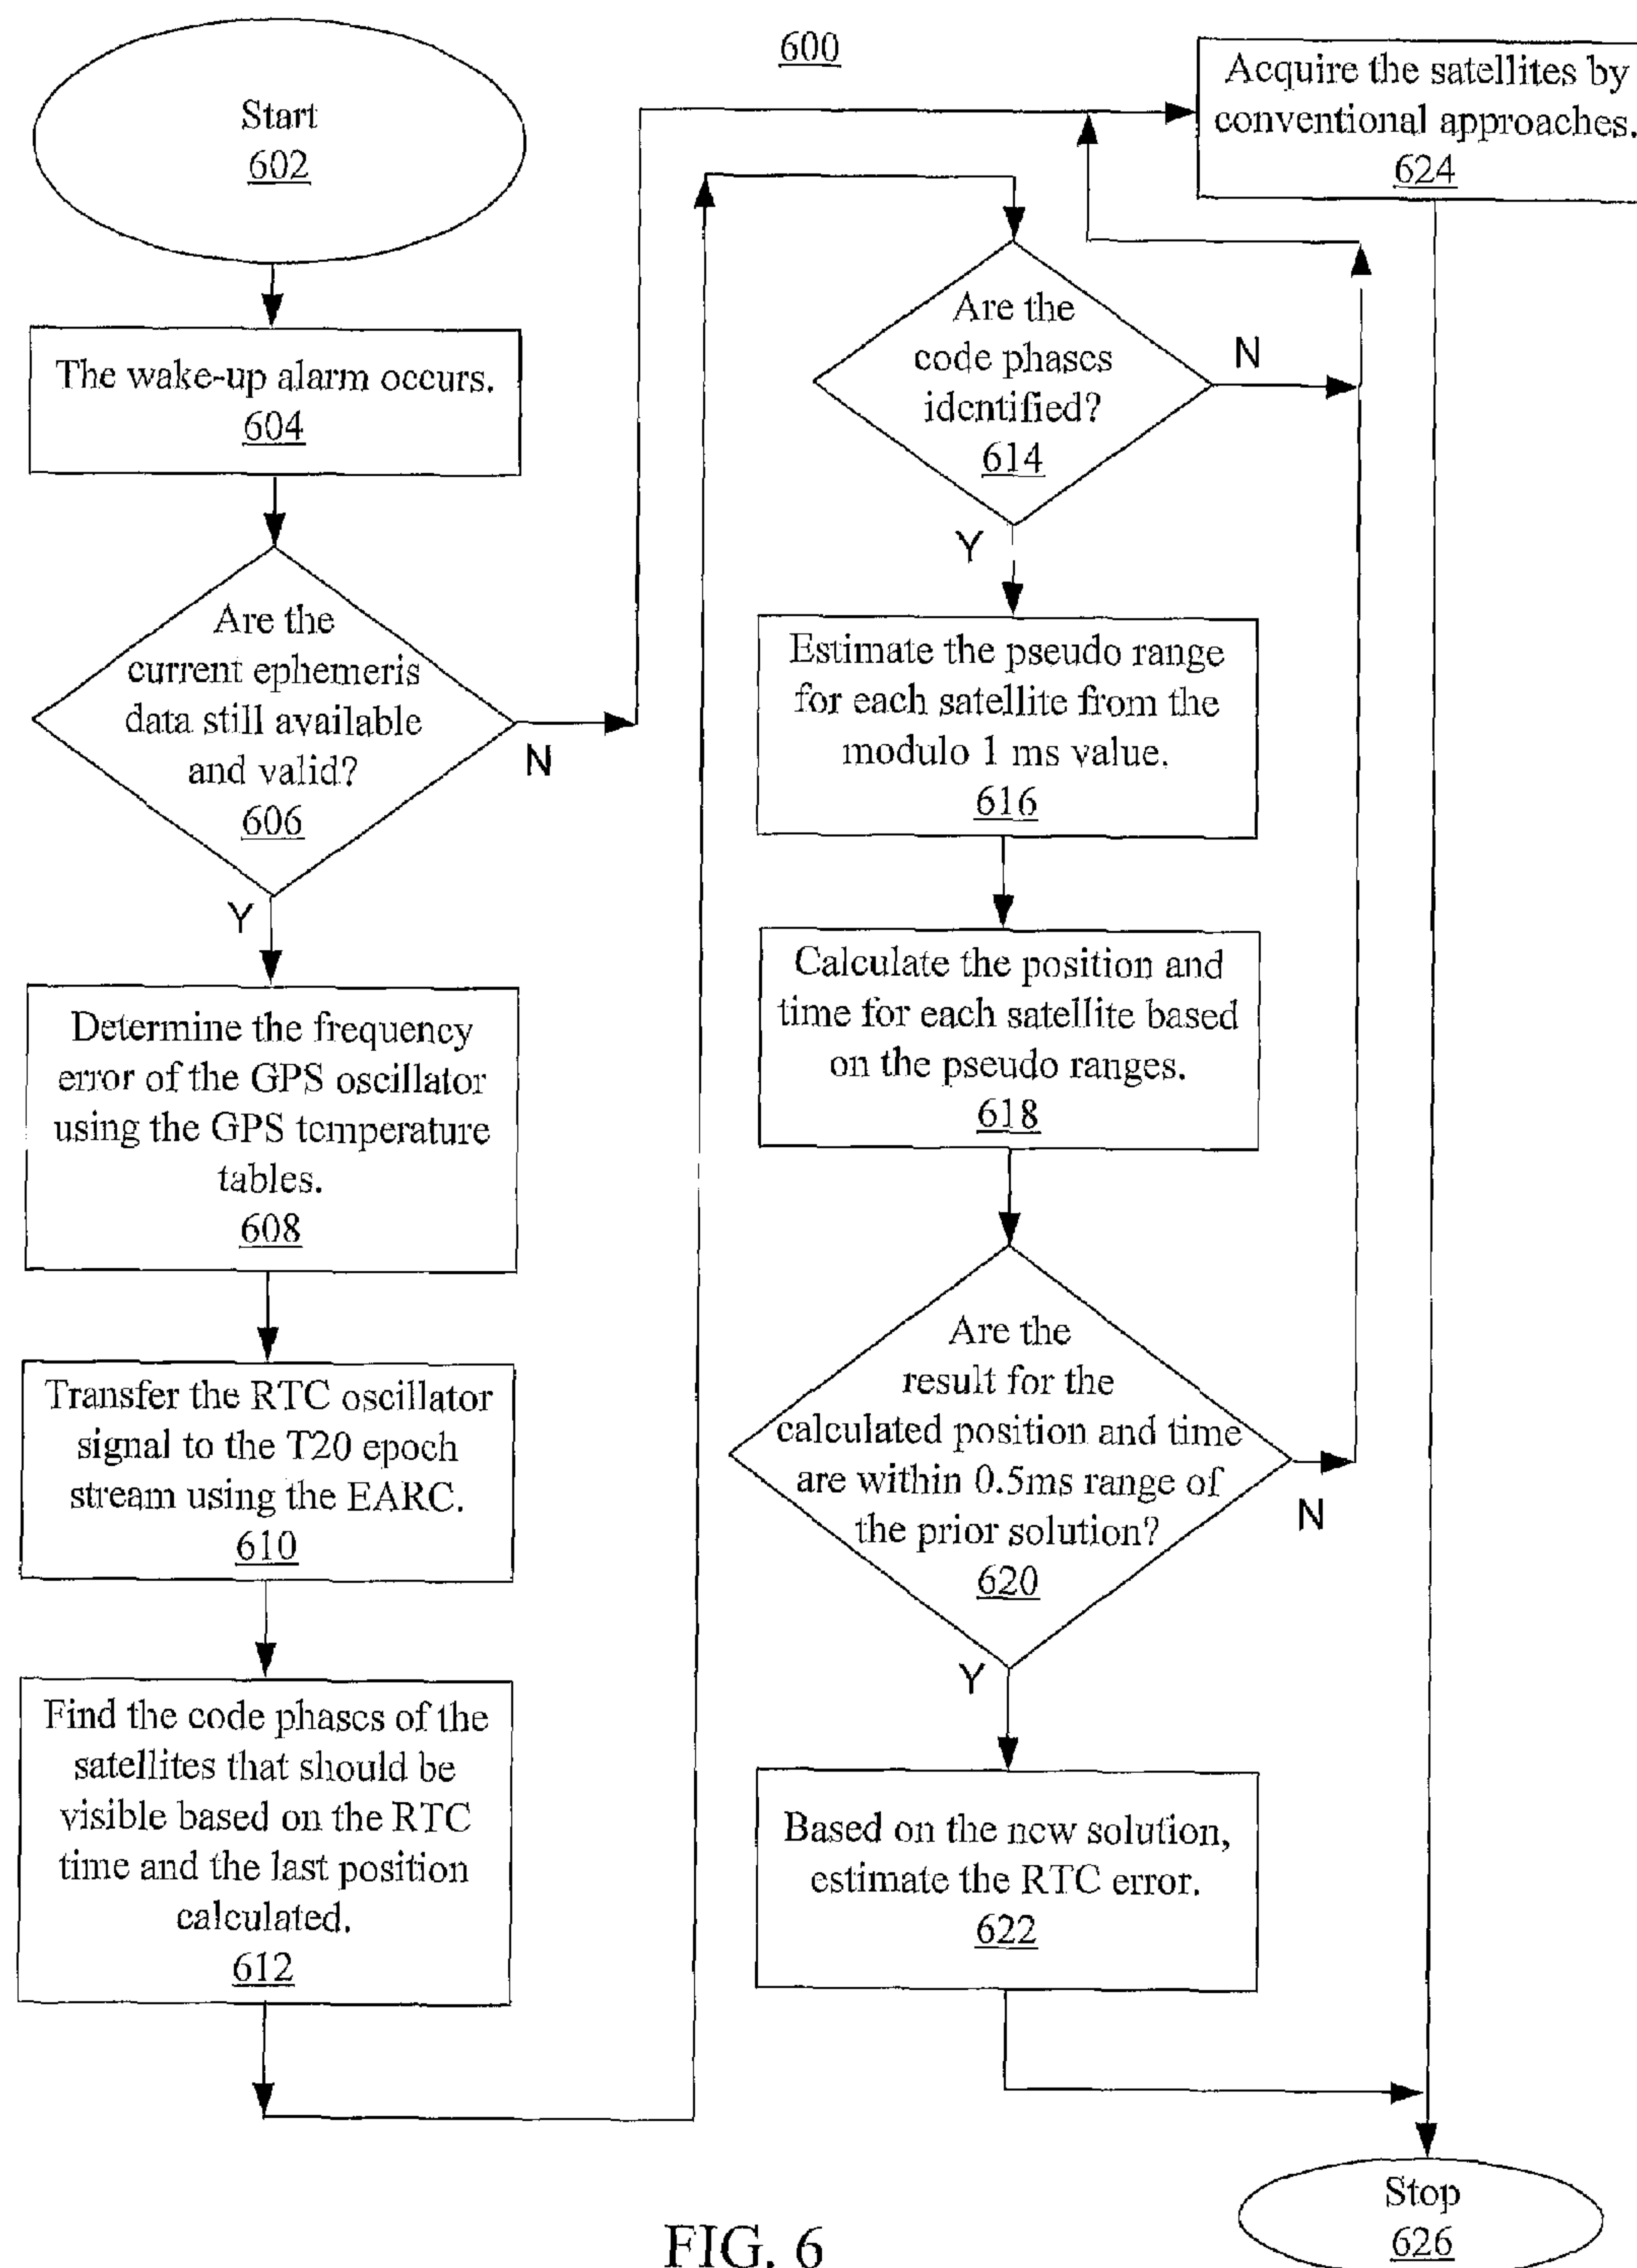 600
Start
602
The wake-up alarm occurs.
604
Are the
current ephemeris
data still available
and valid?
606
N
Y
Determine the frequency
error of the GPS oscillator
using the GPS temperature
tables.
608
Transfer the RTC oscillator
signal to the T20 epoch
stream using the EARC.
610
Find the code phases of the
satellites that should be
visible based on the RTC
time and the last position
calculated.
612
Are the
code phases
identified?
614
N
Y
Estimate the pseudo range
for each satellite from the
modulo 1 ms value.
616
Calculate the position and
time for each satellite based
on the pseudo ranges.
618
Are the
result for the
calculated position and time
are within 0.5ms range of
the prior solution?
620
N
Y
Based on the new solution,
estimate the RTC error.
622
Acquire the satellites by
conventional approaches.
624
Stop
626
FIG. 6